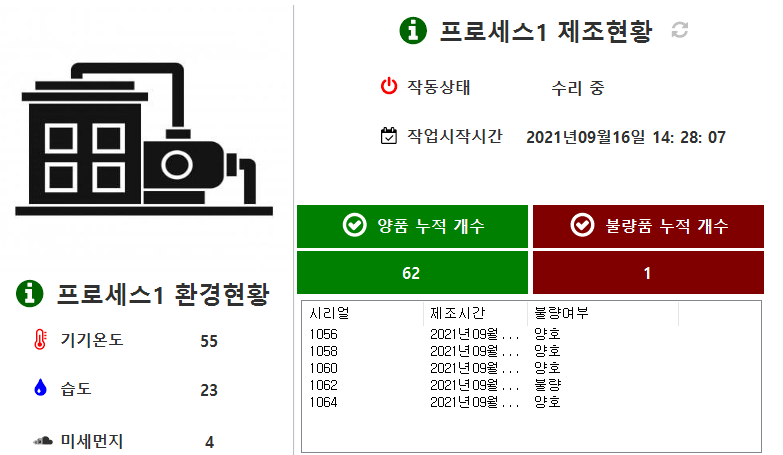 프로세스1 제조현황
작동상태 수리 중
작업시작시간 2021년09월16일 14: 28: 07
양품 누적 개수 불량품 누적 개수
62 1
시리얼 제조시간 불량여부
1056 2021년09월... 양호
1058 2021년09월... 양호
1060 2021년09월... 양호
1062 2021년09월... 불량
1064 2021년09월... 양호
프로세스1 환경현황
기기온도 55
습도 23
미세먼지 4